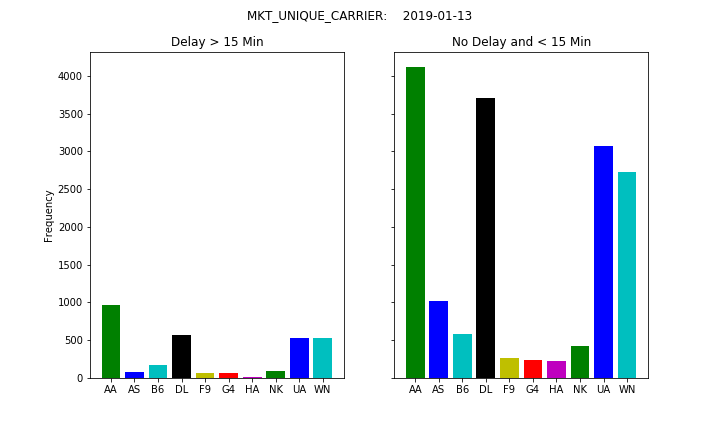 MKT_UNIQUE_CARRIER: 2019-01-13
Delay > 15 Min
No Delay and < 15 Min
Frequency
4000
3500
3000
2500
2000
1500
1000
500
0
AA AS B6 DL F9 G4 HA NK UA WN
AA AS B6 DL F9 G4 HA NK UA WN